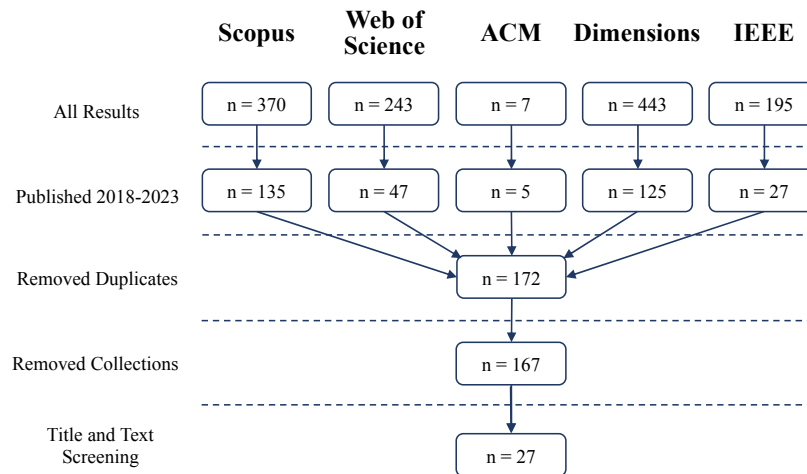 Scopus
Web of
Science
ACM
Dimensions
IEEE
All Results
n = 370
n = 243
n = 7
n = 443
n = 195
Published 2018-2023
n = 135
n = 47
n = 5
n = 125
n = 27
Removed Duplicates
n = 172
Removed Collections
n = 167
Title and Text
Screening
n = 27